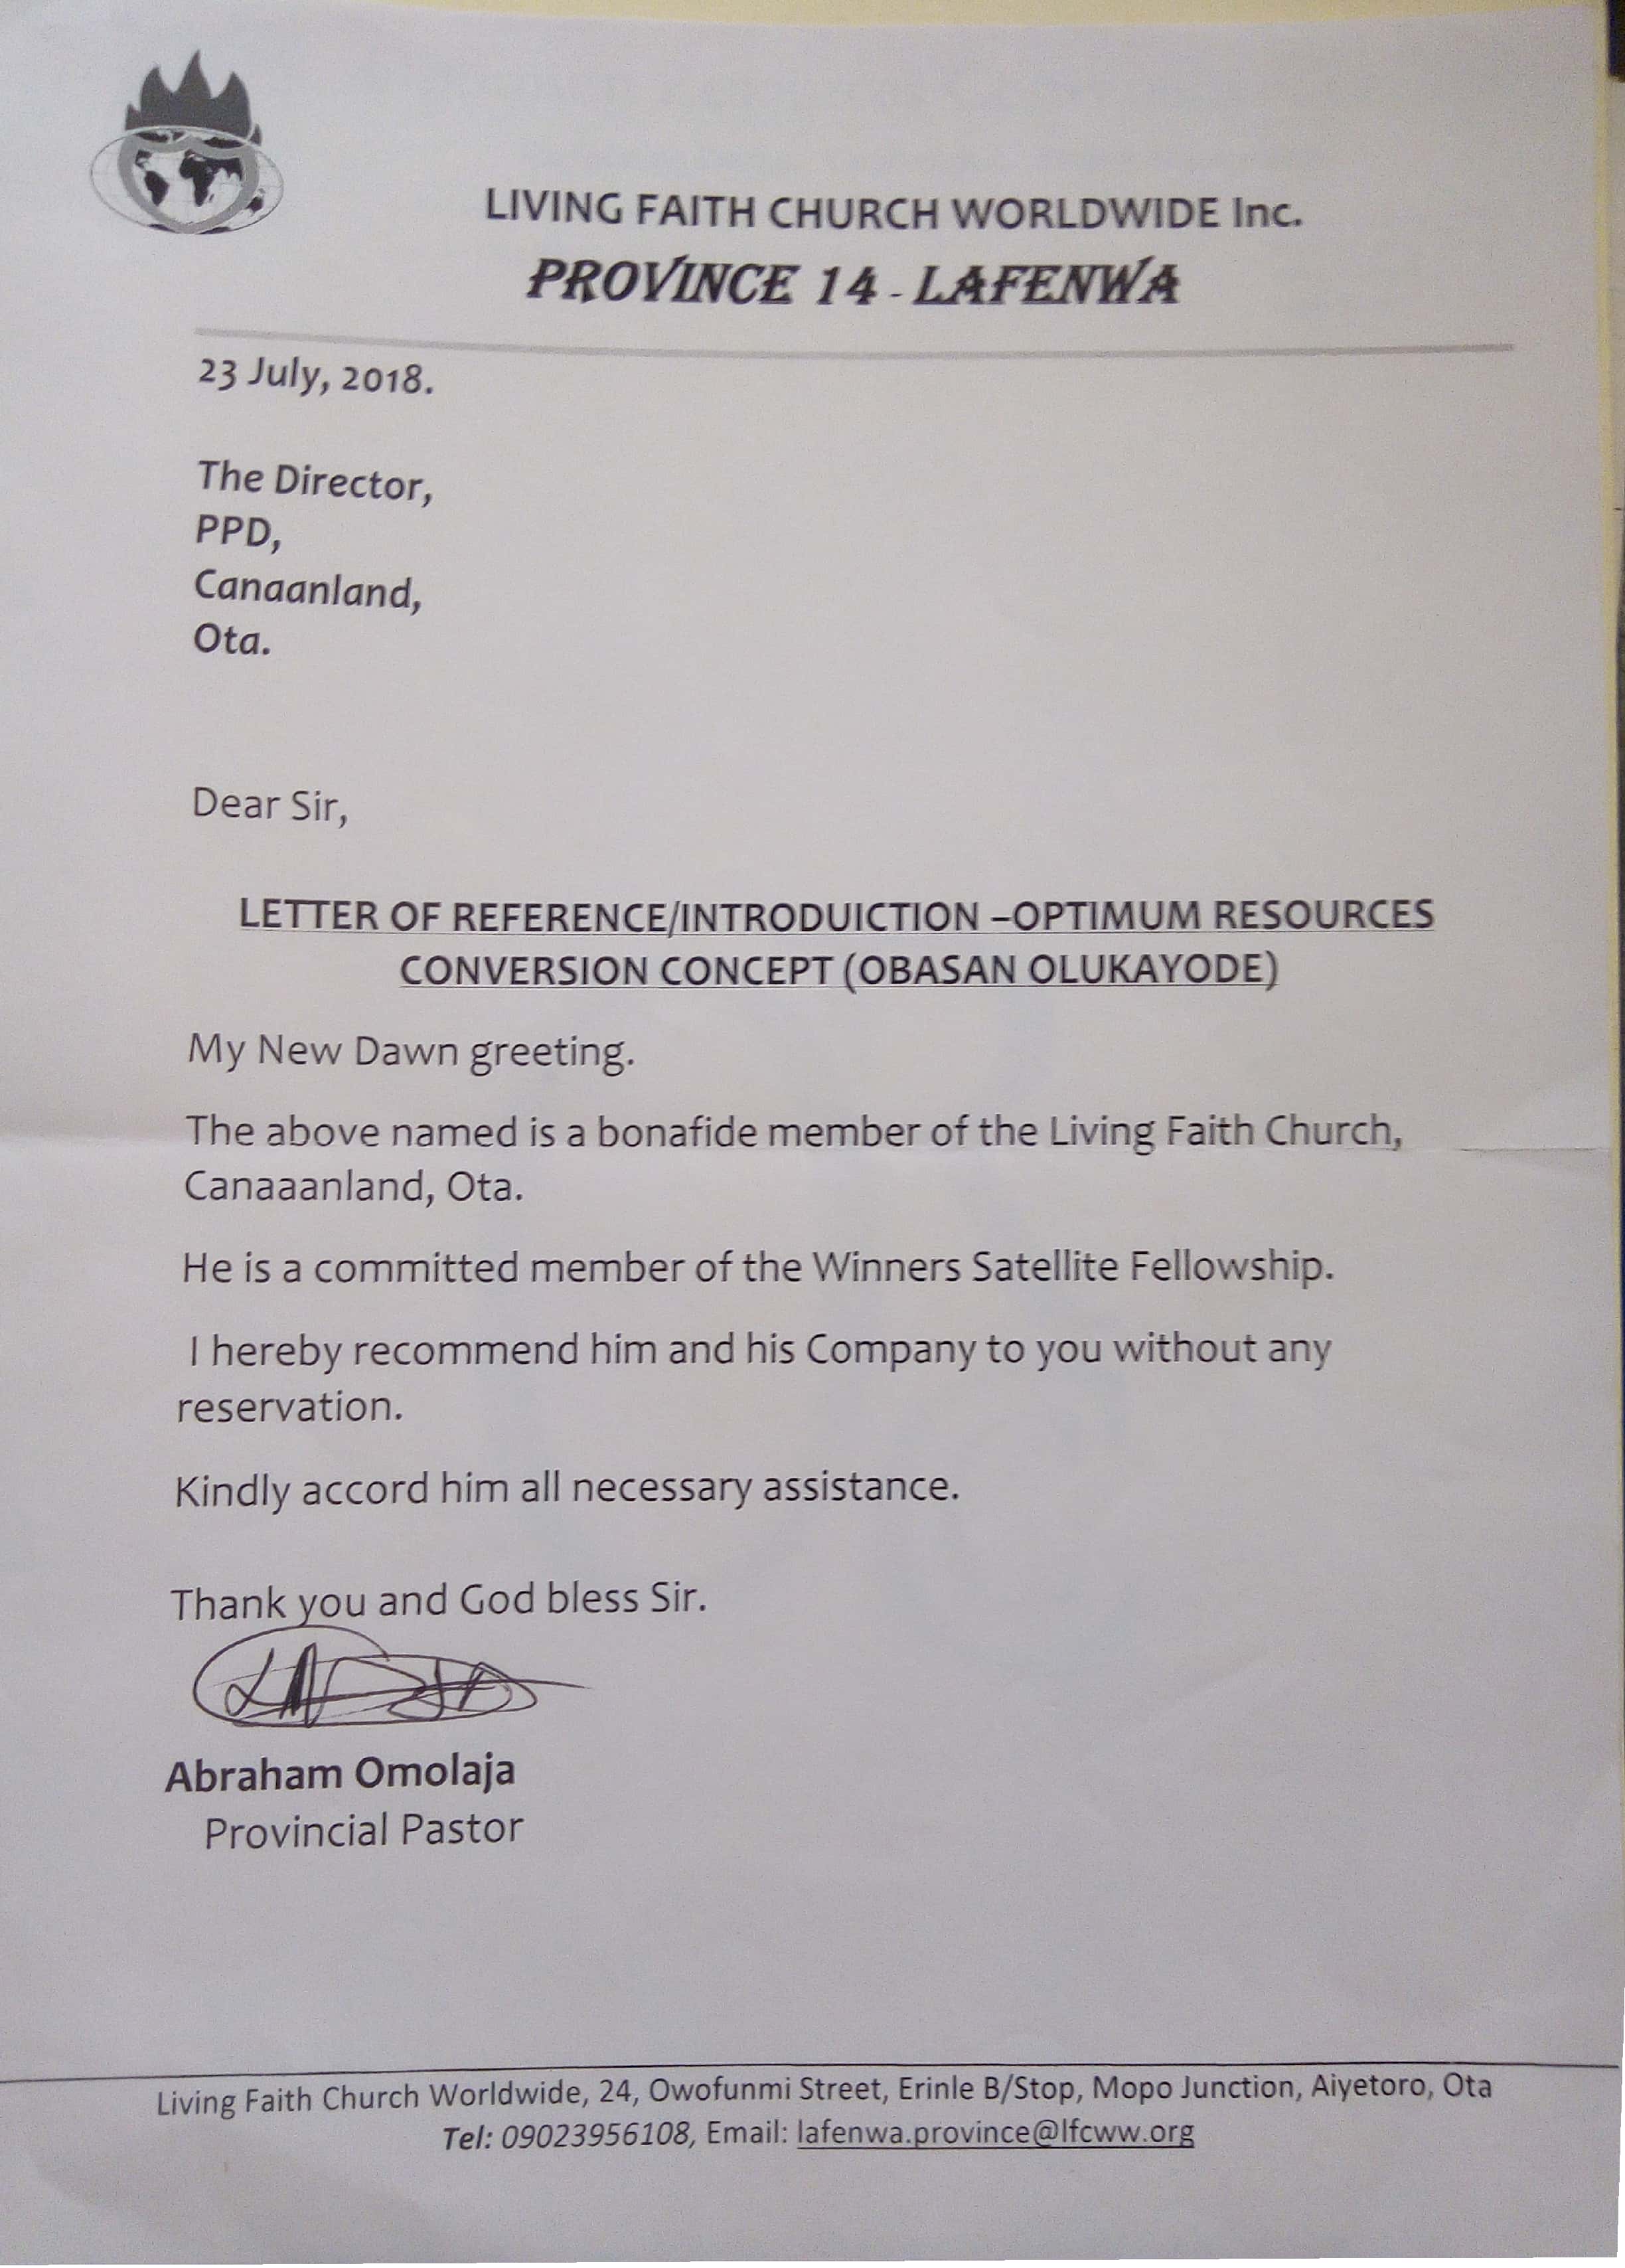 LIVING FAITH CHURCH WORLDWIDE Inc.
PROVINCE 14 - LAFENWA
23 July, 2018.
The Director,
PPD,
Canaanland,
Ota.
Dear Sir,
LETTER OF REFERENCE/INTRODUICTION –OPTIMUM RESOURCES
CONVERSION CONCEPT (OBASAN OLUKAYODE)
My New Dawn greeting.
The above named is a bonafide member of the Living Faith Church,
Canaaanland, Ota.
He is a committed member of the Winners Satellite Fellowship.
I hereby recommend him and his Company to you without any
reservation.
Kindly accord him all necessary assistance.
Thank you and God bless Sir.
Abraham Omolaja
Provincial Pastor
Living Faith Church Worldwide, 24, Owofunmi Street, Erinle B/Stop, Mopo Junction, Aiyetoro, Ota
Tel: 09023956108, Email: lafenwa.province@lfcww.org